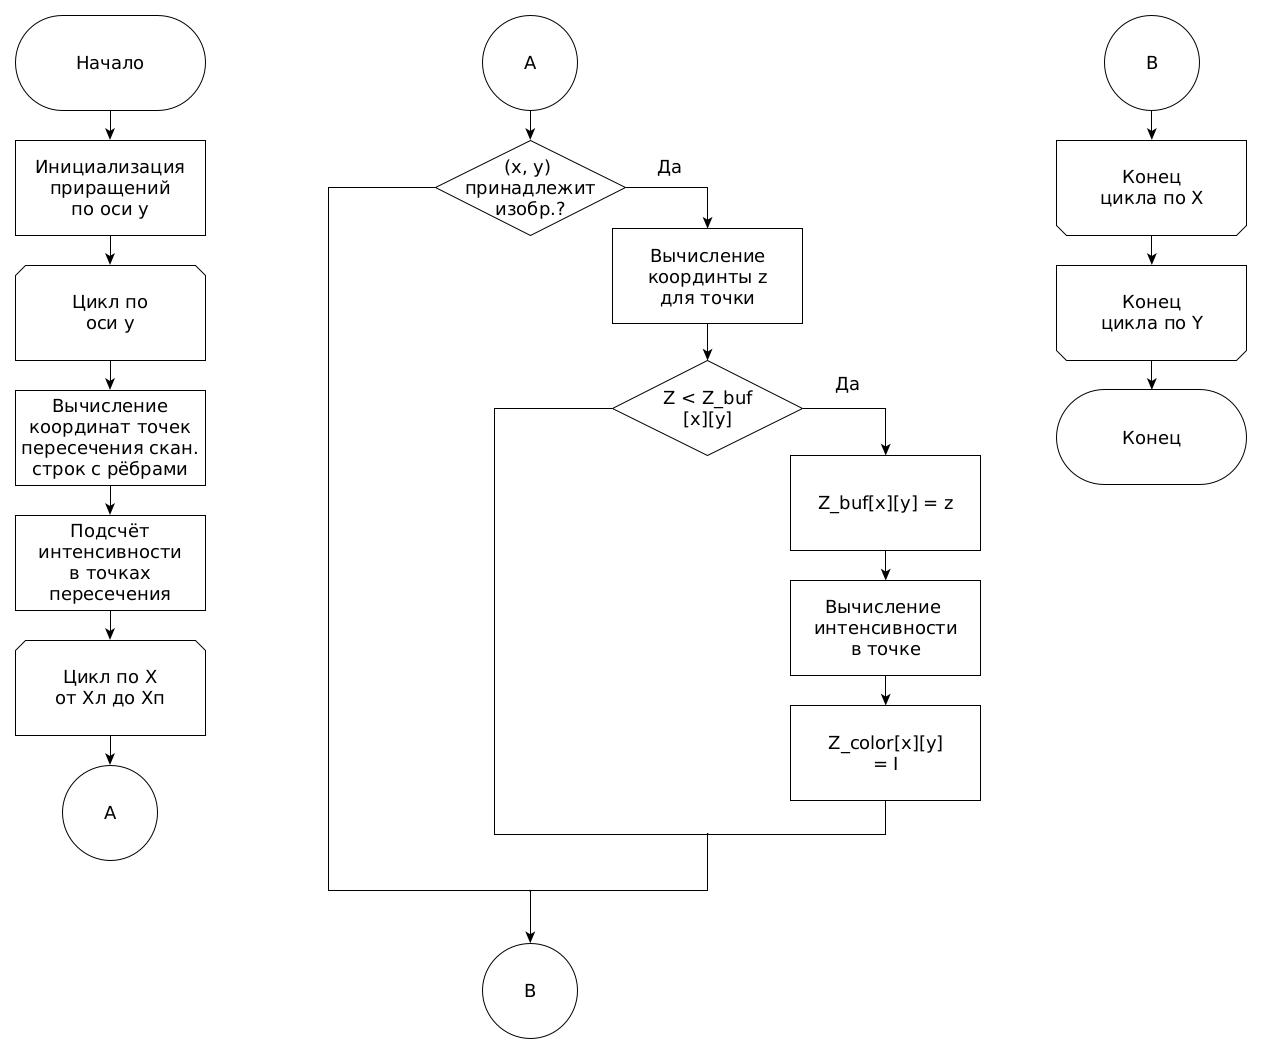 Начало
Инициализация
приращений
по оси y
Цикл по
оси y
Вычисление
координат точек
пересечения скан.
строк с рёбрами
Подсчёт
интенсивности
в точках
пересечения
Цикл по X
от Xл до Xп
A
A
(x, y)
принадлежит
изобр.?
Да
Вычисление
координты z
для точки
Z < Z_buf
[x][y]
Да
Z_buf[x][y] = z
Вычисление
интенсивности
в точке
Z_color[x][y]
= I
B
B
Конец
цикла по X
Конец
цикла по Y
Конец